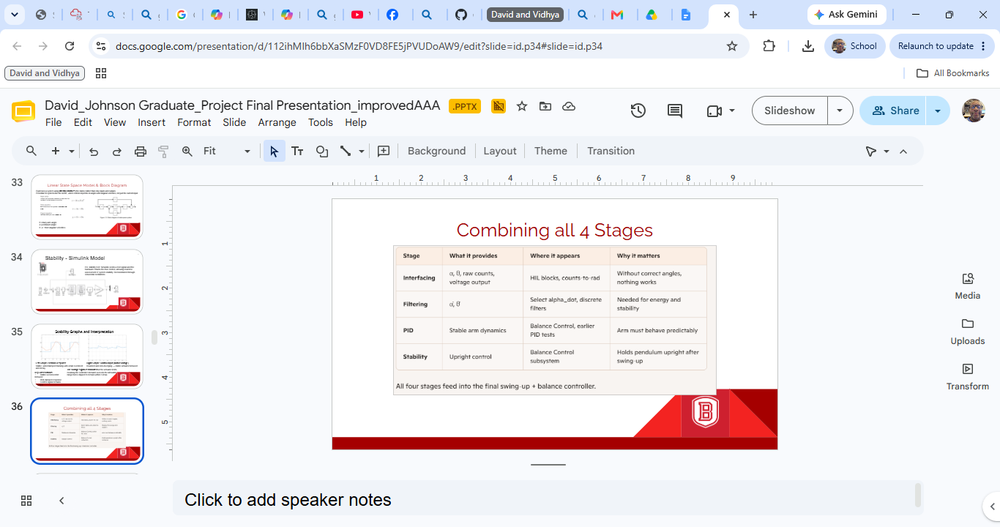 David and Vidhya
Ask Gemini
docs.google.com/presentation/d/112ihMIh6bbXaSMzF0VD8FE5jPVUDoAW9/edit?slide=id.p34#slide=id.p34
School
Relaunch to update
David and Vidhya
All Bookmarks
David_Johnson Graduate_Project Final Presentation_improvedAAA
.PPTX
File Edit View Insert Format Slide Arrange Tools Help
Slideshow
Share
Fit
Background
Layout
Theme
Transition
1 2 3 4 5 6 7 8 9
1
2
3
4
5
33
Linear State Space Model & Block Diagram
34
Stability - Simulink Model
35
Stability Graphs and Interpretation
36
Combining all 4 Stages
Combining all 4 Stages
Stage What it provides Where it appears Why it matters
Interfacing α, θ, raw counts, voltage output HIL blocks, counts-to-rad Without correct angles, nothing works
Filtering α̇, θ̇ Select alpha_dot, discrete filters Needed for energy and stability
PID Stable arm dynamics Balance Control, earlier PID tests Arm must behave predictably
Stability Upright control Balance Control subsystem Holds pendulum upright after swing-up
All four stages feed into the final swing-up + balance controller.
B
Media
Uploads
Transform
Click to add speaker notes